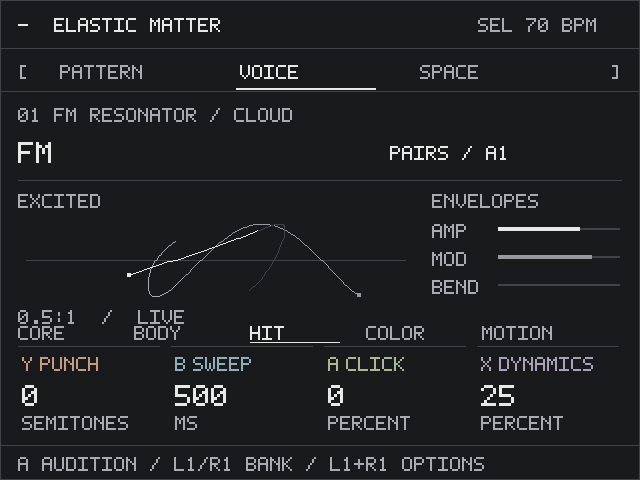 – ELASTIC MATTER SEL 70 BPM
[ PATTERN VOICE SPACE ]
01 FM RESONATOR / CLOUD
FM PAIRS / A1
EXCITED ENVELOPES
AMP
MOD
BEND
0.5:1 / LIVE
CORE BODY HIT COLOR MOTION
Y PUNCH B SWEEP A CLICK X DYNAMICS
0 500 0 25
SEMITONES MS PERCENT PERCENT
A AUDITION / L1/R1 BANK / L1+R1 OPTIONS